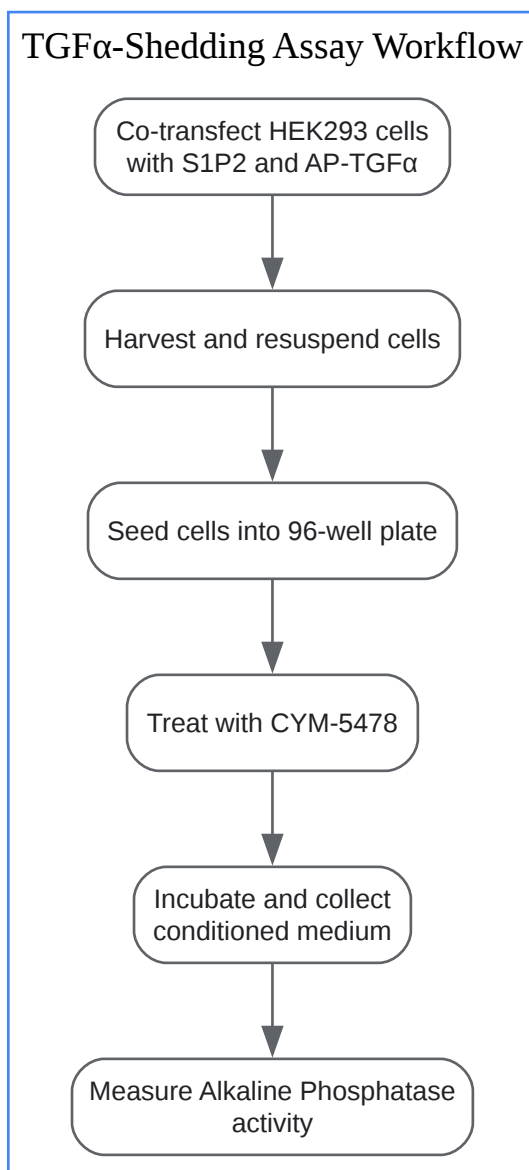 TGFα-Shedding Assay Workflow
Co-transfect HEK293 cells
with S1P2 and AP-TGFα
Harvest and resuspend cells
Seed cells into 96-well plate
Treat with CYM-5478
Incubate and collect
conditioned medium
Measure Alkaline Phosphatase
activity